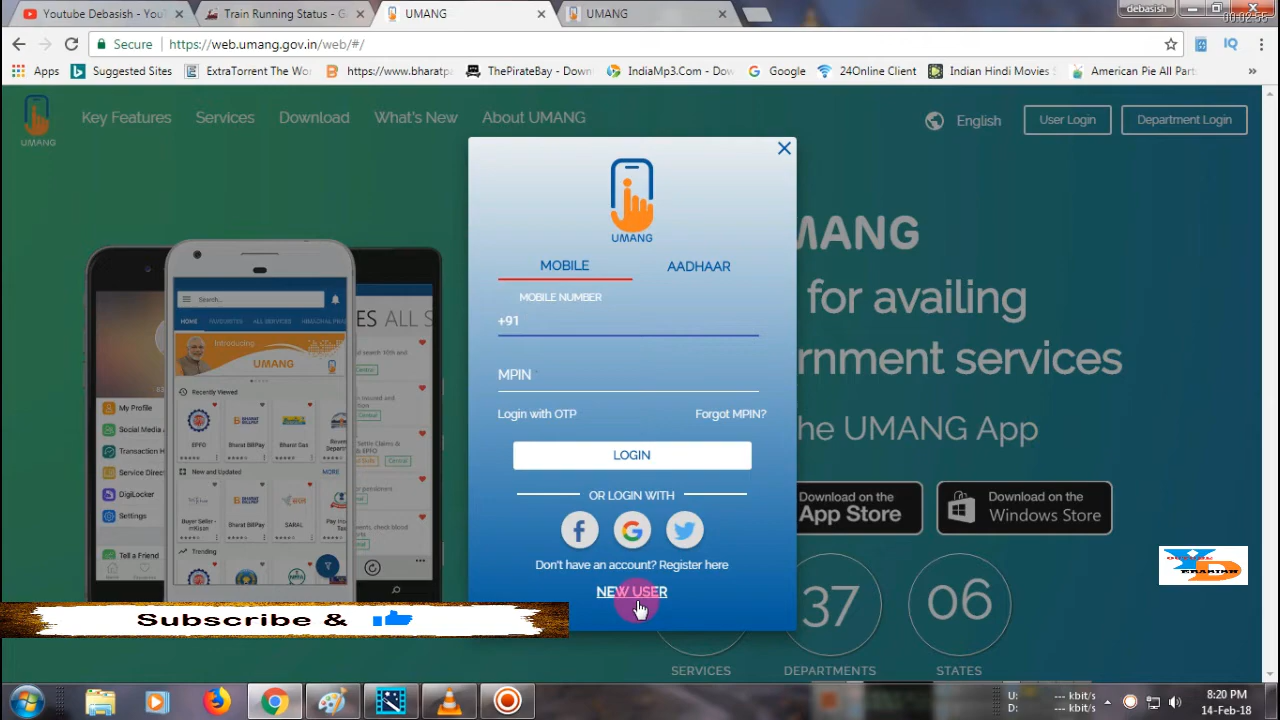 Youtube Debasish - You
Train Running Status - G
UMANG
UMANG
debasish
00:02:55
Secure
https://web.umang.gov.in/web/#/
IQ
Apps
Suggested Sites
ExtraTorrent The Wor
https://www.bharatp
ThePirateBay - Down
IndiaMp3.Com - Dow
Google
24Online Client
Indian Hindi Movies
American Pie All Part
»
UMANG
Key Features
Services
Download
What's New
About UMANG
English
User Login
Department Login
UMANG
MOBILE
AADHAAR
MOBILE NUMBER
+91
MPIN
Login with OTP
Forgot MPIN?
LOGIN
OR LOGIN WITH
Don't have an account? Register here
NEW USER
MANG
for availing
rnment services
he UMANG App
Download on the
App Store
Download on the
Windows Store
37
06
SERVICES
DEPARTMENTS
STATES
Search...
HOME
FAVOURITES
ALL SERVICES
Introducing
UMANG
Recently Viewed
EPFO
Bharat BillPay
Bharat Gas
New and Updated
MORE
SARAL
Trending
My Profile
Social Media
Transaction H
Service Direc
DigiLocker
Settings
Tell a Friend
ES ALL S
Subscribe &
U:
--- kbit/s
D:
--- kbit/s
8:20 PM
14-Feb-18